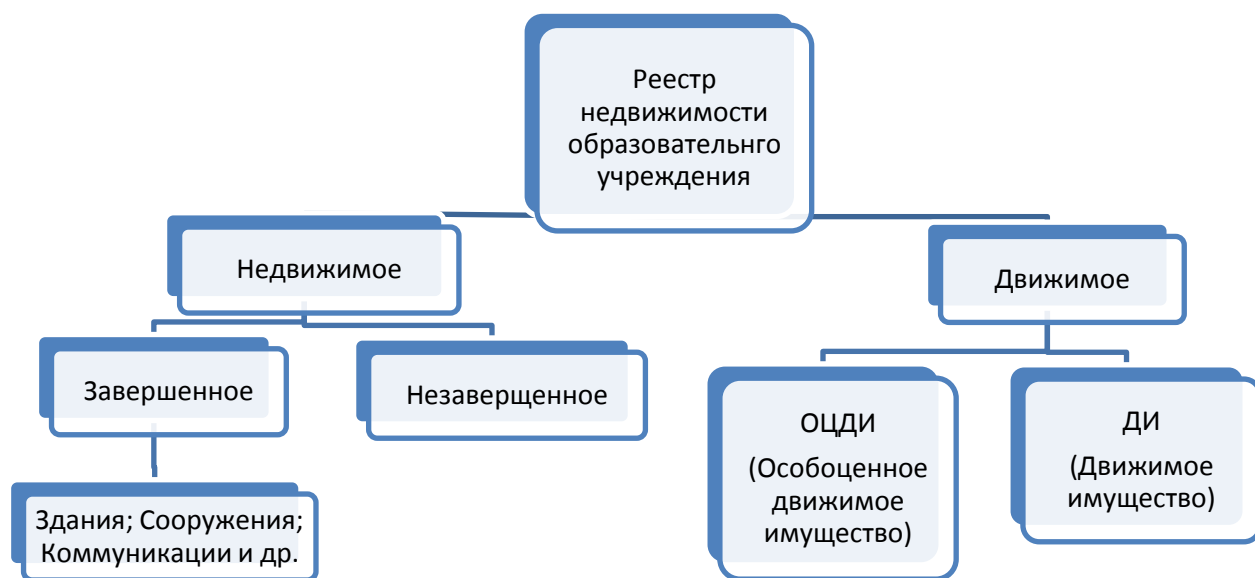 Реестр
недвижимости
образовательнго
учреждения
Недвижимое
Движимое
Завершенное
Незаверщенное
ОЦДИ
(Особоценное
движимое
имущество)
ДИ
(Движимое
имущество)
Здания; Сооружения;
Коммуникации и др.